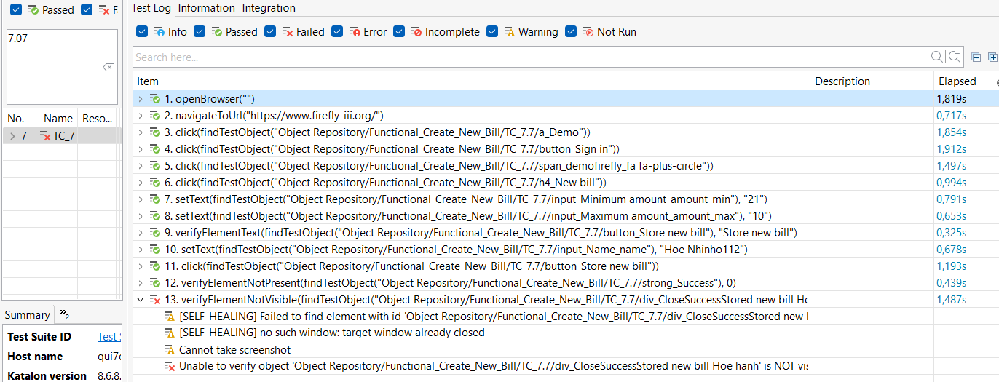 Passed F
7.07
No. Name Reso...
7 TC_7
Summary 2
Test Suite ID Test S
Host name qui7c
Katalon version 8.6.8.
Test Log Information Integration
Info Passed Failed Error Incomplete Warning Not Run
Search here...
Item Description Elapsed
1. openBrowser("") 1,819s
2. navigateToUrl("https://www.firefly-iii.org/") 0,717s
3. click(findTestObject("Object Repository/Functional_Create_New_Bill/TC_7.7/a_Demo")) 1,854s
4. click(findTestObject("Object Repository/Functional_Create_New_Bill/TC_7.7/button_Sign in")) 1,912s
5. click(findTestObject("Object Repository/Functional_Create_New_Bill/TC_7.7/span_demofirefly_fa fa-plus-circle")) 1,497s
6. click(findTestObject("Object Repository/Functional_Create_New_Bill/TC_7.7/h4_New bill")) 0,994s
7. setText(findTestObject("Object Repository/Functional_Create_New_Bill/TC_7.7/input_Minimum amount_amount_min"), "21") 0,791s
8. setText(findTestObject("Object Repository/Functional_Create_New_Bill/TC_7.7/input_Maximum amount_amount_max"), "10") 0,653s
9. verifyElementText(findTestObject("Object Repository/Functional_Create_New_Bill/TC_7.7/button_Store new bill"), "Store new bill") 0,325s
10. setText(findTestObject("Object Repository/Functional_Create_New_Bill/TC_7.7/input_Name_name"), "Hoe Nhinho112") 0,678s
11. click(findTestObject("Object Repository/Functional_Create_New_Bill/TC_7.7/button_Store new bill")) 1,193s
12. verifyElementNotPresent(findTestObject("Object Repository/Functional_Create_New_Bill/TC_7.7/strong_Success"), 0) 0,439s
13. verifyElementNotVisible(findTestObject("Object Repository/Functional_Create_New_Bill/TC_7.7/div_CloseSuccessStored new bill Ho 1,487s
[SELF-HEALING] Failed to find element with id 'Object Repository/Functional_Create_New_Bill/TC_7.7/div_CloseSuccessStored new
[SELF-HEALING] no such window: target window already closed
Cannot take screenshot
Unable to verify object 'Object Repository/Functional_Create_New_Bill/TC_7.7/div_CloseSuccessStored new bill Hoe hanh' is NOT vis